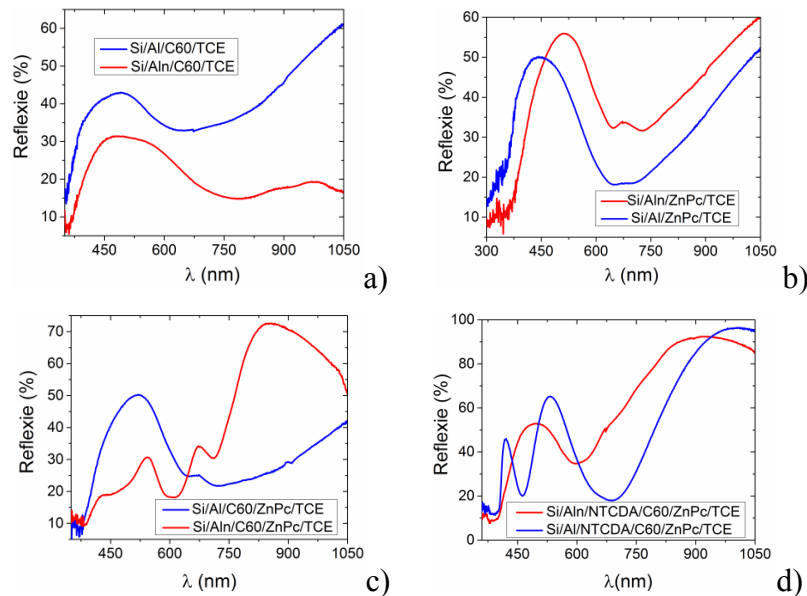 60
50
40
30
20
10
Reflexie (%)
Si/Al/C60/TCE
Si/Aln/C60/TCE
450
600
750
900
1050
λ (nm)
a)
60
50
40
30
20
10
Reflexie (%)
Si/Aln/ZnPc/TCE
Si/Al/ZnPc/TCE
300
450
600
750
900
1050
λ (nm)
b)
70
60
50
40
30
20
10
Reflexie (%)
Si/Al/C60/ZnPc/TCE
Si/Aln/C60/ZnPc/TCE
450
600
750
900
1050
λ (nm)
c)
100
80
60
40
20
0
Reflexie (%)
Si/Aln/NTCDA/C60/ZnPc/TCE
Si/Al/NTCDA/C60/ZnPc/TCE
450
600
750
900
1050
λ(nm)
d)